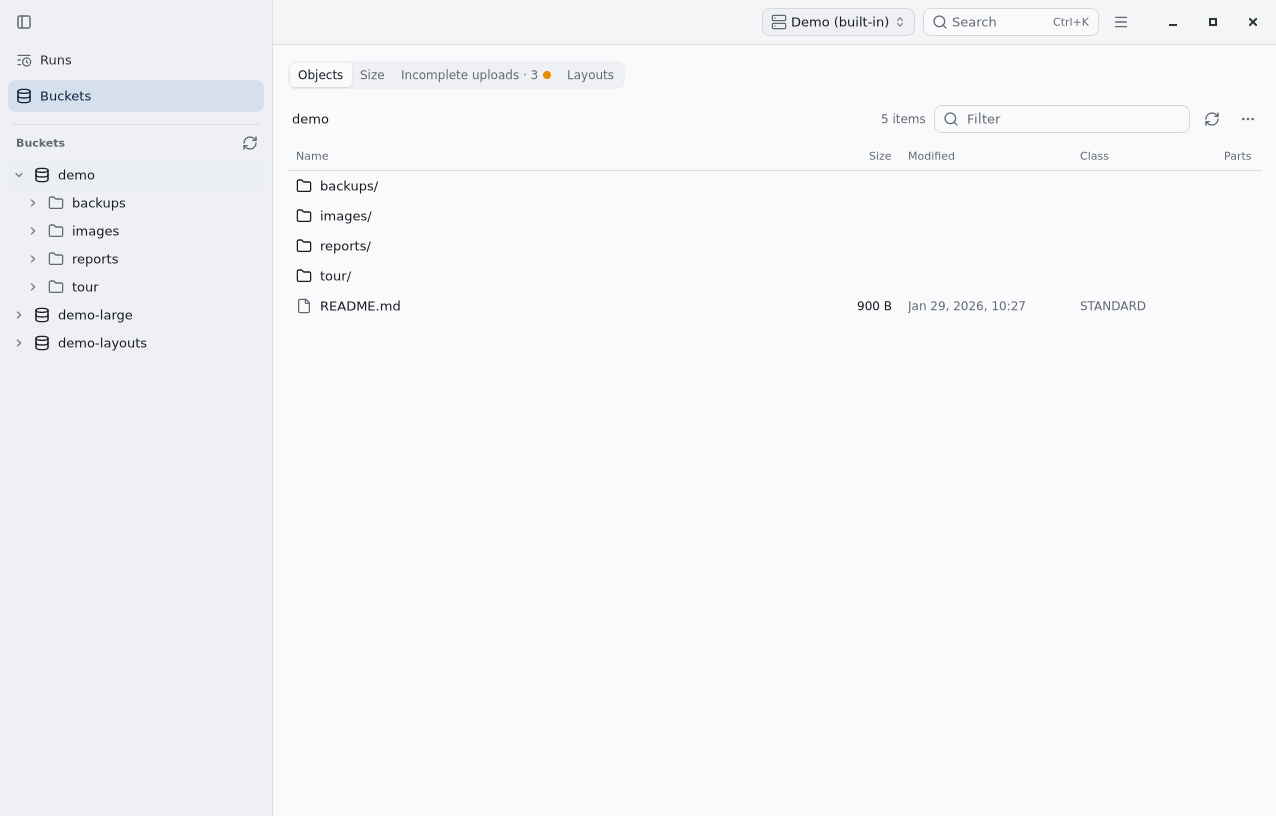 Demo (built-in)
Search
Ctrl+K
Runs
Buckets
Buckets
demo
backups
images
reports
tour
demo-large
demo-layouts
Objects
Size
Incomplete uploads · 3
Layouts
demo
5 items
Filter
Name Size Modified Class Parts
backups/
images/
reports/
tour/
README.md 900 B Jan 29, 2026, 10:27 STANDARD